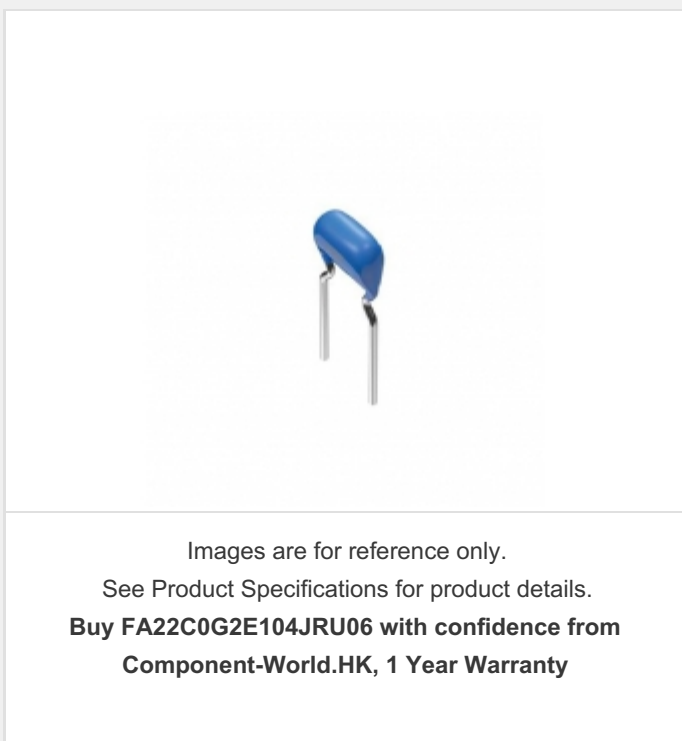 Images are for reference only.
See Product Specifications for product details.
Buy FA22C0G2E104JRU06 with confidence from
Component-World.HK, 1 Year Warranty